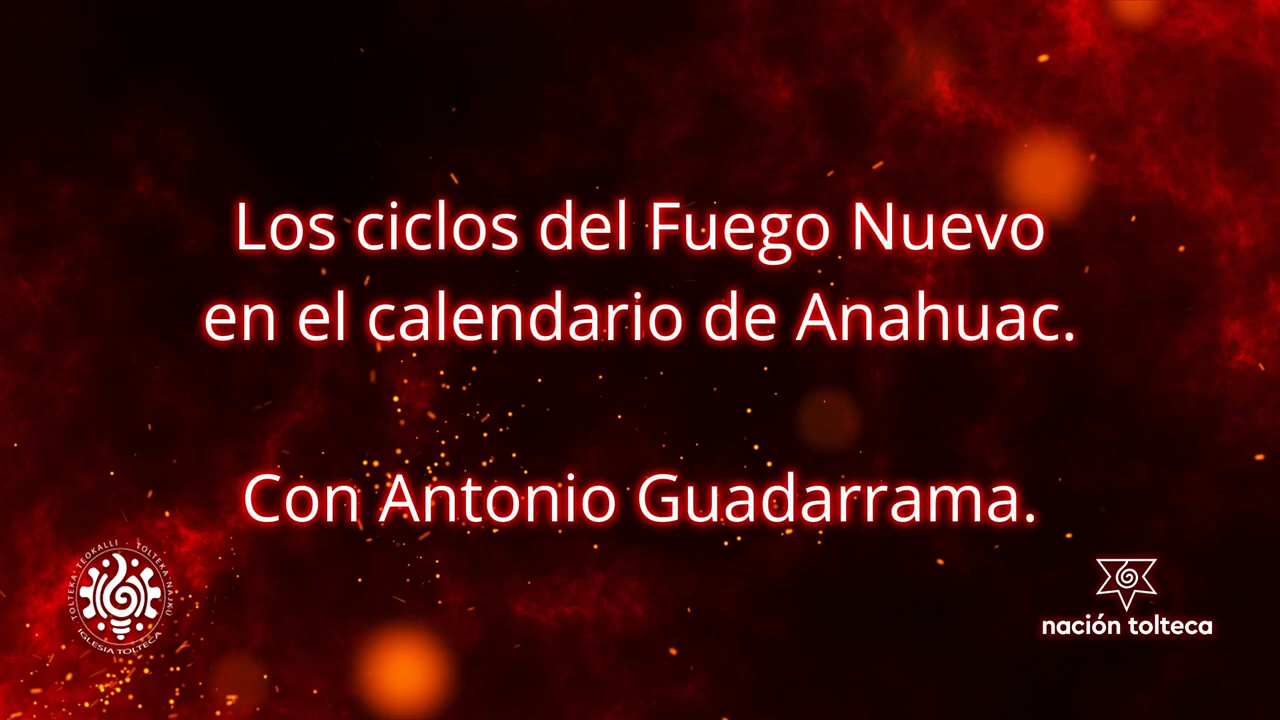 Los ciclos del Fuego Nuevo
en el calendario de Anahuac.
Con Antonio Guadarrama.
TOLTEKA TEOKALLI · TOLTEKA NAJKU
IGLESIA TOLTECA
nación tolteca